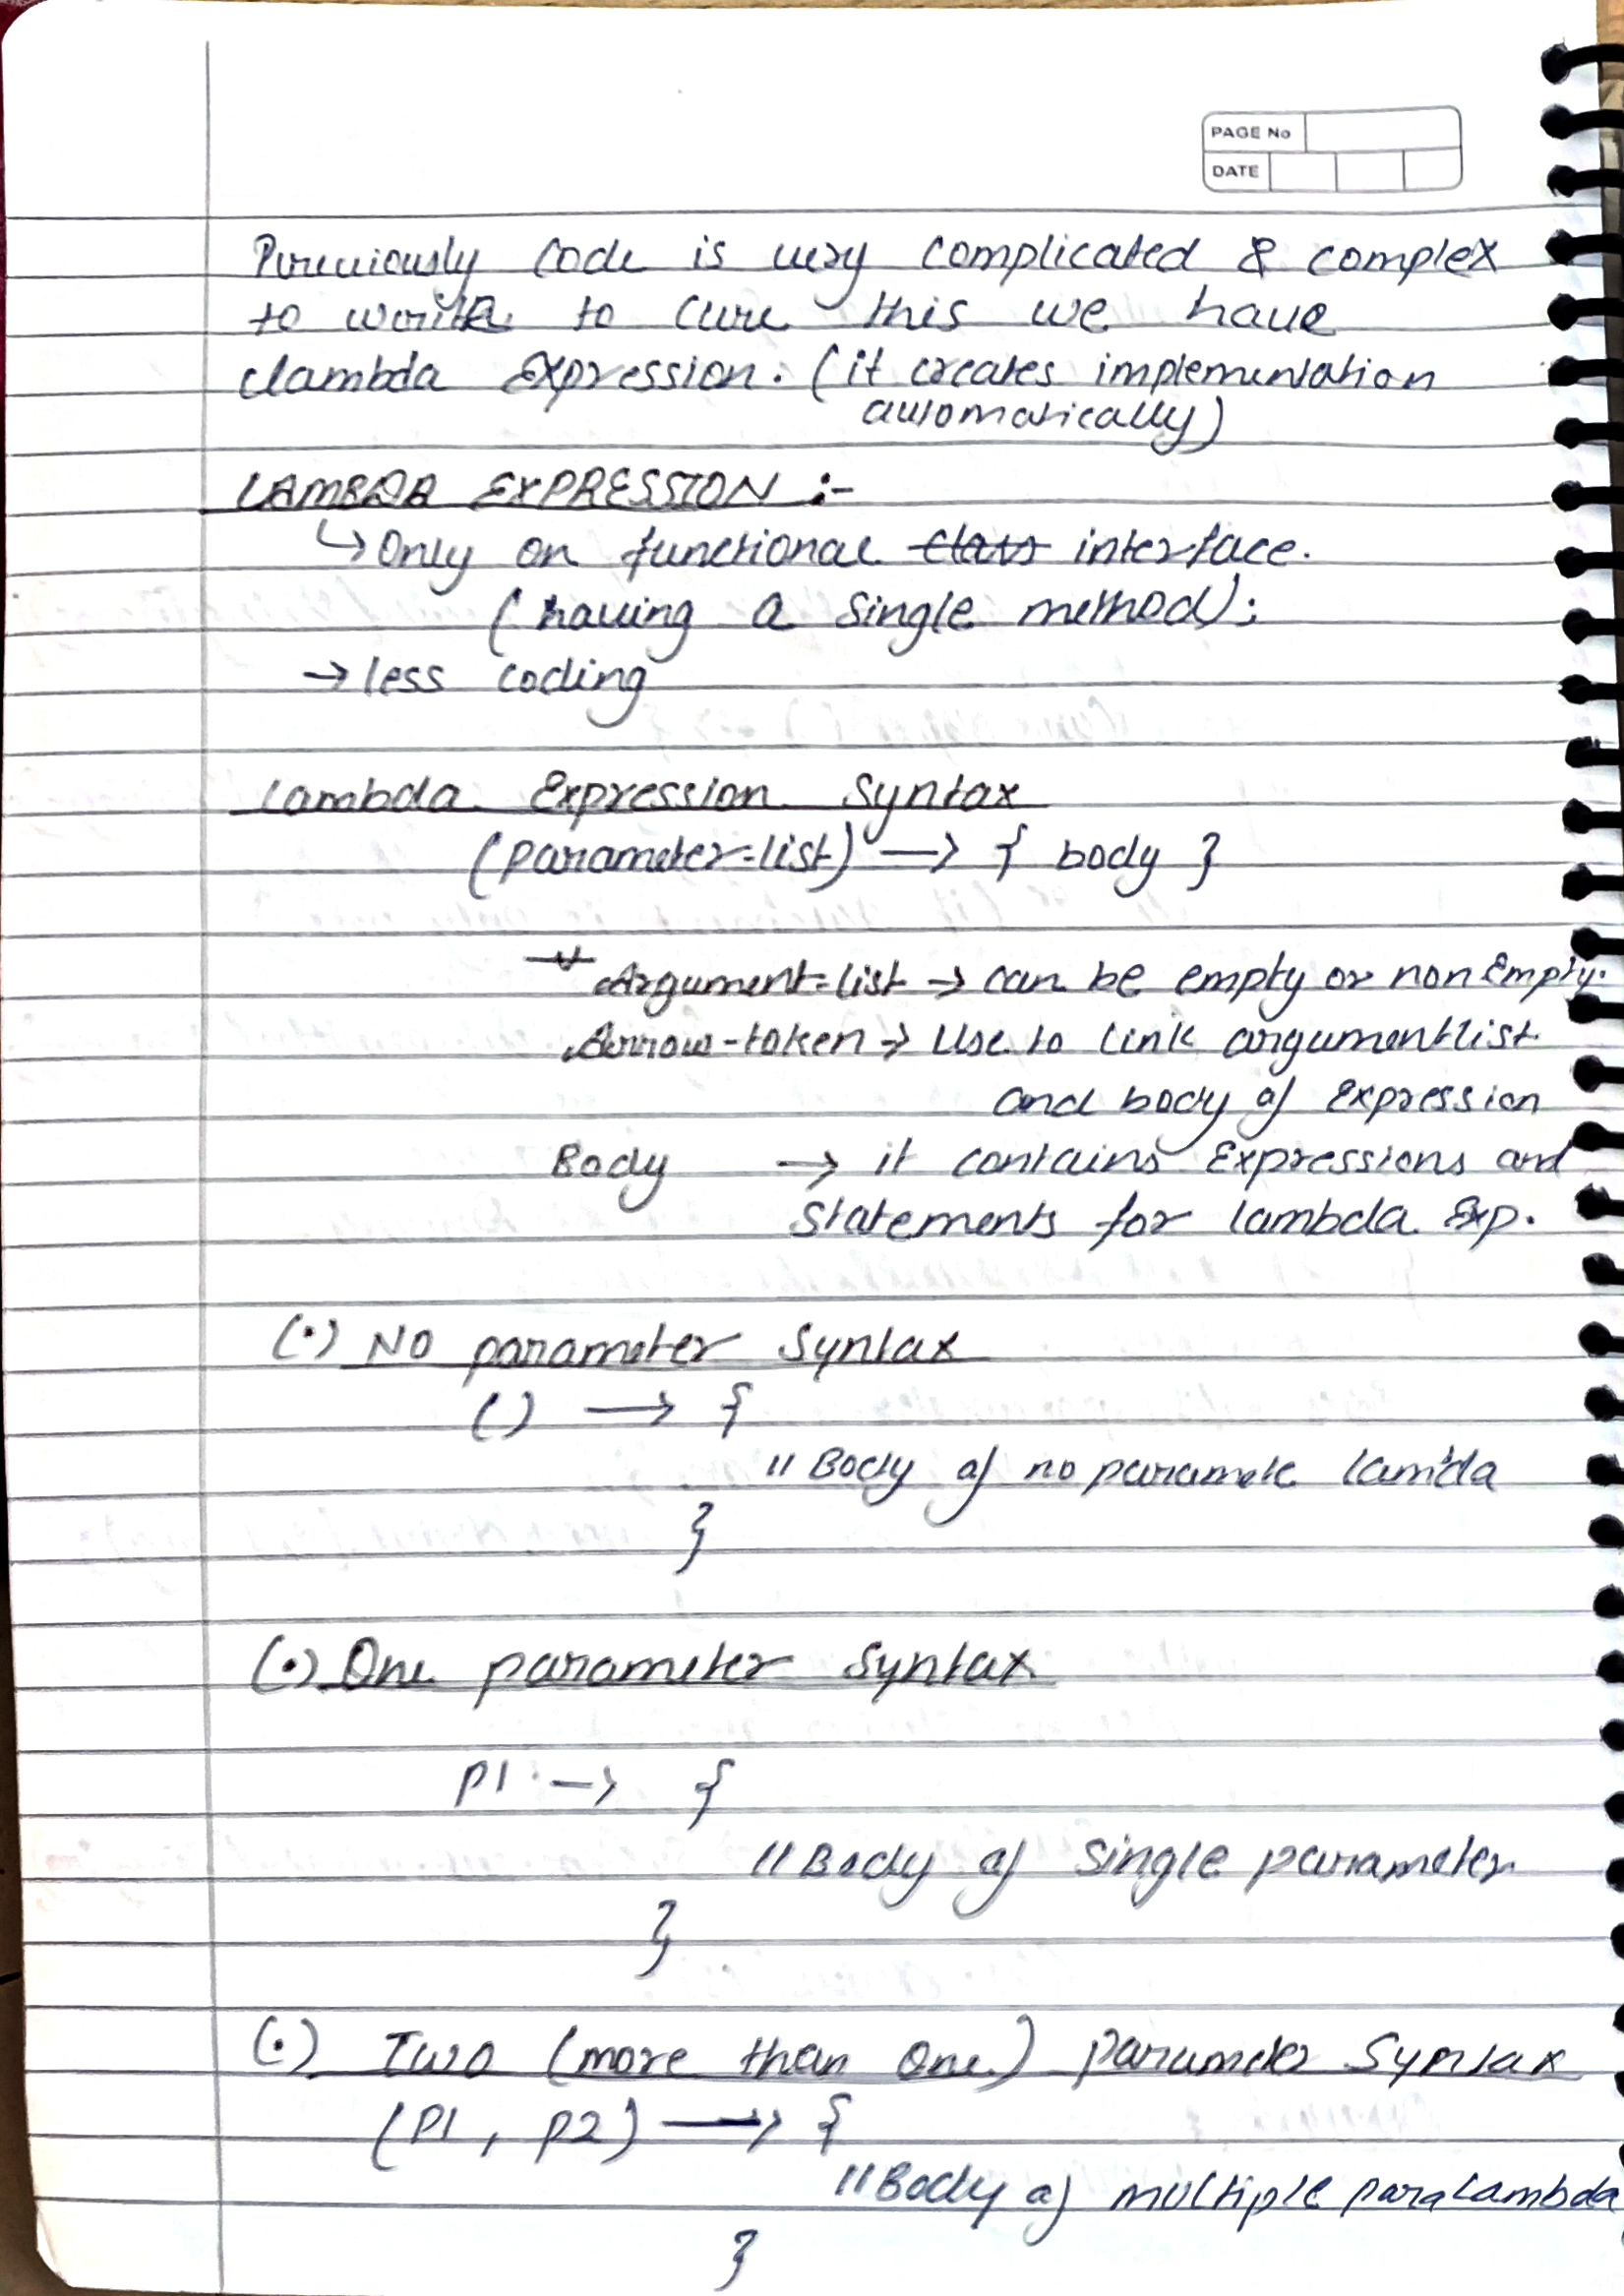 PAGE No
DATE
Previously code is very complicated & complex
to write to cure this we have
lambda Expression. (it creates implementation
automatically)
LAMBDA EXPRESSION :-
↳ Only on functional class interface.
(having a single method);
→ less coding
Lambda Expression Syntax
(parameter-list) → { body }
* Argument-list → can be empty or non Empty.
Arrow-token → Use to link argumentlist
and body of Expression
Body → it contains Expressions and
statements for lambda Exp.
(•) No parameter Syntax
() → {
// Body of no paramete lamda
}
(•) One parameter Syntax
P1 → {
// Body of single parameter
}
(•) Two (more than One) parameter Syntax
(P1, P2) → {
// Body of multiple para Lambda
}